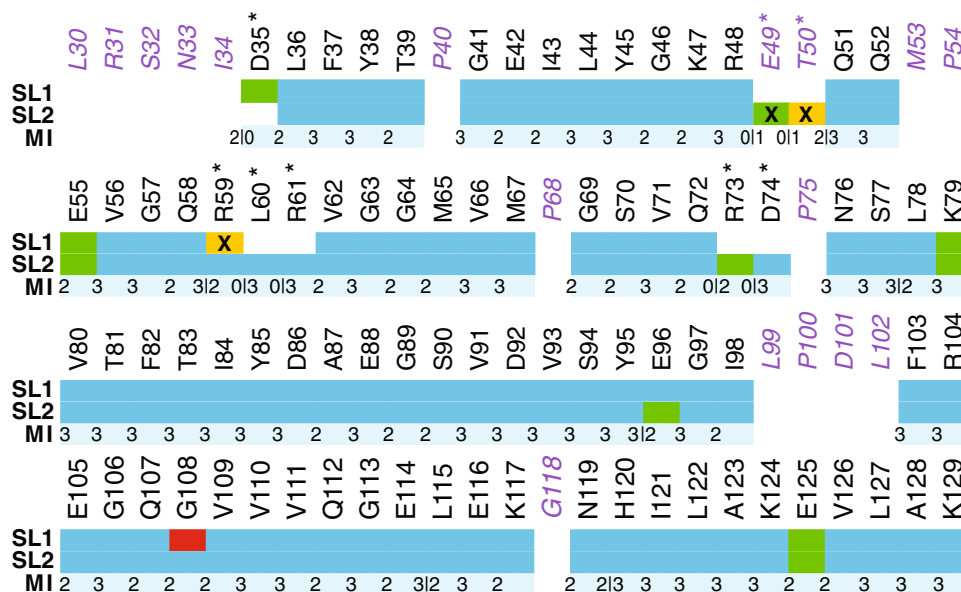 L30 R31 S32 N33 I34 D35* L36 F37 Y38 T39 P40 G41 E42 I43 L44 Y45 G46 K47 R48 E49* T50* Q51 Q52 M53 P54
SL1
SL2 X X
MI 2|0 2 3 3 2 3 2 2 3 2 2 3 0|1 0|1 2|3 3
E55 V56 G57 Q58 R59* L60* R61* V62 G63 G64 M65 V66 M67 P68 G69 S70 V71 Q72 R73* D74* P75 N76 S77 L78 K79
SL1 X
SL2
MI 2 3 3 2 3|2 0|3 0|3 2 3 2 2 3 3 2 2 3 2 0|2 0|3 3 3 3|2 3
V80 T81 F82 T83 I84 Y85 D86 A87 E88 G89 S90 V91 D92 V93 S94 Y95 E96 G97 I98 L99 P100 D101 L102 F103 R104
SL1
SL2
MI 3 3 3 3 3 3 3 2 3 2 2 3 3 3 3 3|2 3 2 3 3
E105 G106 Q107 G108 V109 V110 V111 Q112 G113 E114 L115 E116 K117 G118 N119 H120 I121 L122 A123 K124 E125 V126 L127 A128 K129
SL1
SL2
MI 2 3 2 2 2 3 3 2 3 3|2 3 2 3 2 2|3 3 3 3 2 2 3 3 3 3